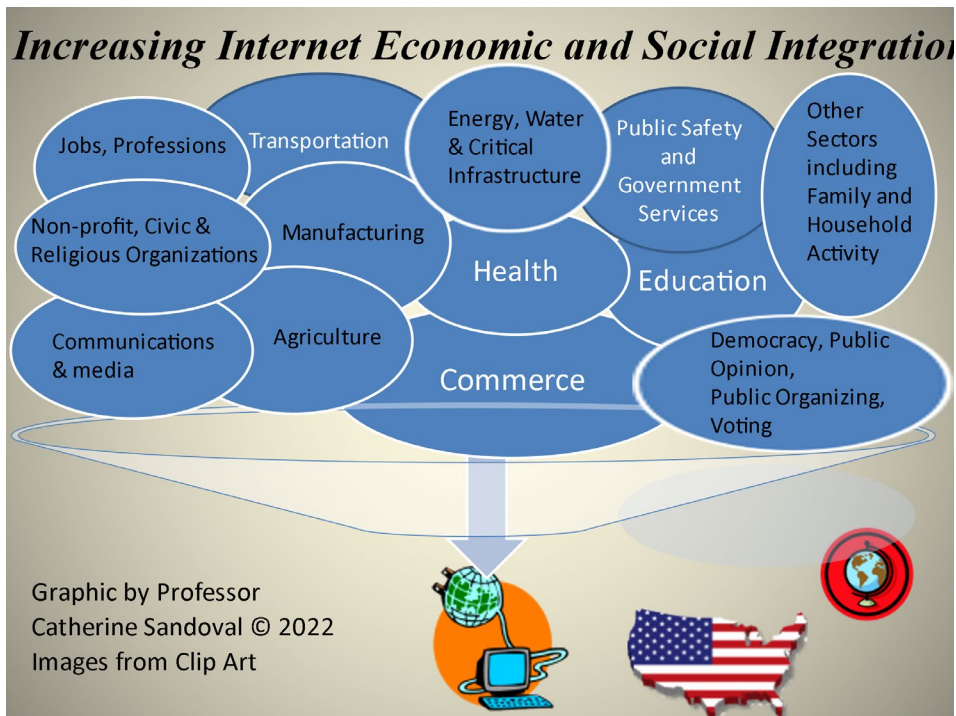 Increasing Internet Economic and Social Integration
Jobs, Professions
Transportation
Energy, Water
& Critical
Infrastructure
Public Safety
and
Government
Services
Other
Sectors
including
Family and
Household
Activity
Non-profit, Civic &
Religious Organizations
Manufacturing
Health
Education
Communications
& media
Agriculture
Commerce
Democracy, Public
Opinion,
Public Organizing,
Voting
Graphic by Professor
Catherine Sandoval © 2022
Images from Clip Art